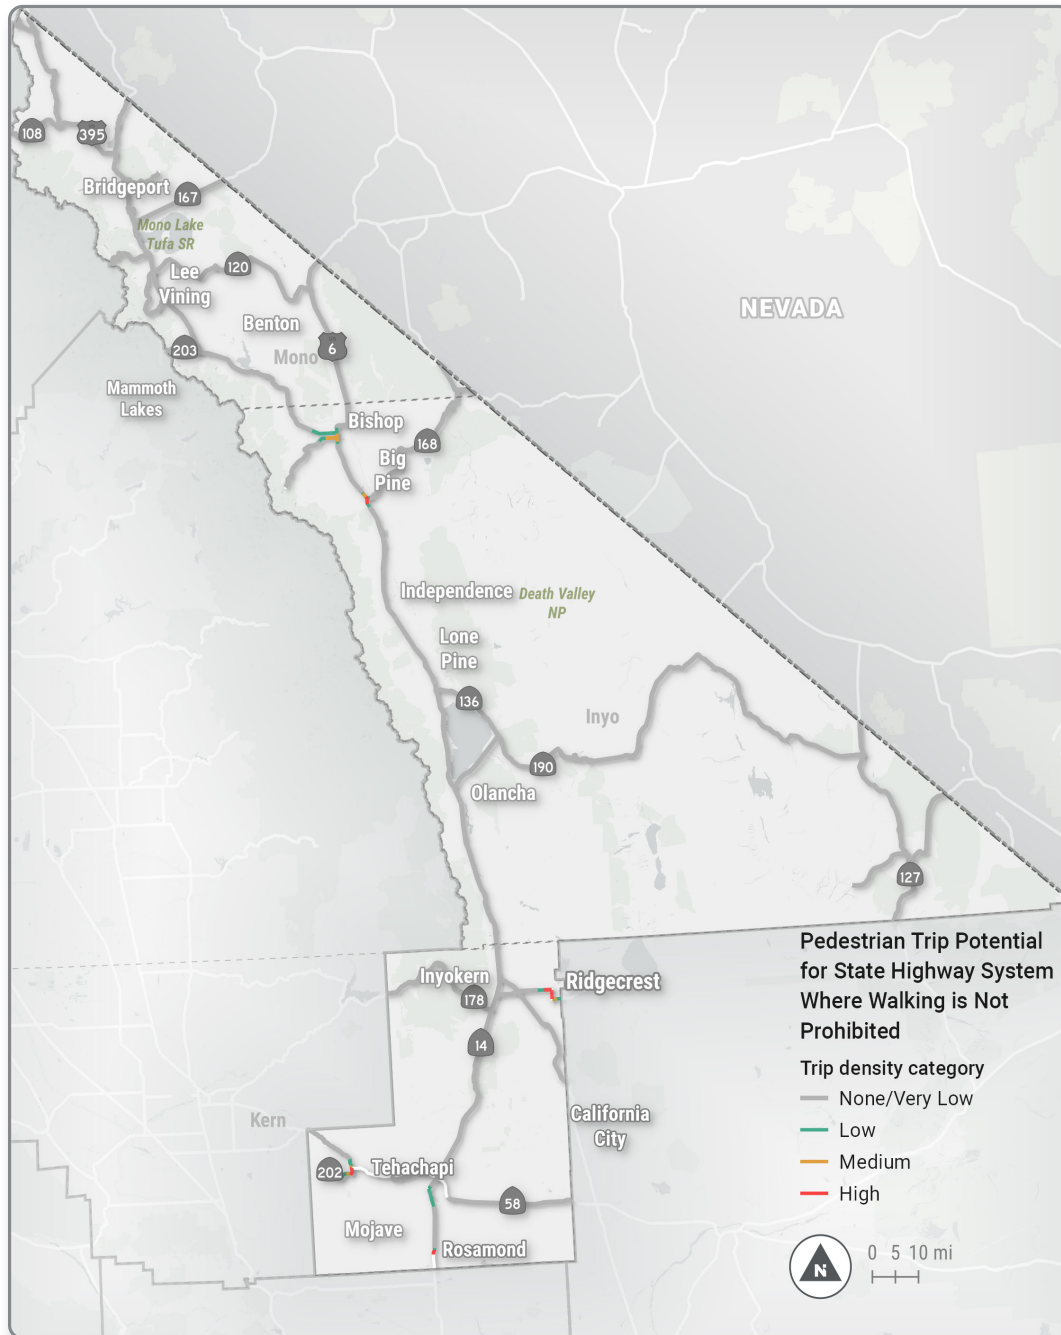 108
395
Bridgeport
167
Mono Lake
Tufa SR
120
Lee
Vining
NEVADA
Benton
6
203
Mono
Mammoth
Lakes
Bishop
168
Big
Pine
Independence
Death Valley
NP
Lone
Pine
136
Inyo
190
Olancha
127
Pedestrian Trip Potential
for State Highway System
Where Walking is Not
Prohibited
Inyokern
Ridgecrest
178
14
Trip density category
None/Very Low
Low
Medium
High
California
City
Kern
202
Tehachapi
58
Mojave
Rosamond
N
0 5 10 mi